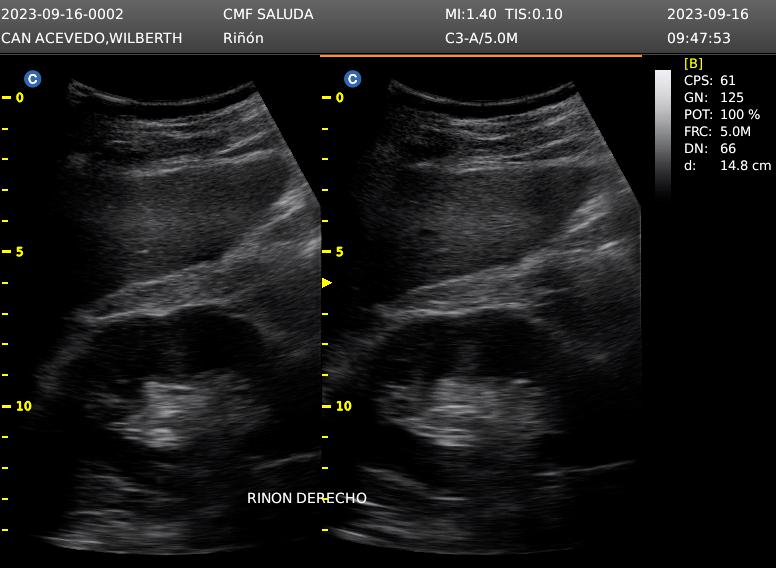 2023-09-16-0002 CMF SALUDA MI:1.40 TIS:0.10 2023-09-16
CAN ACEVEDO,WILBERTH Riñón C3-A/5.0M 09:47:53
C C
[B]
0 0
CPS: 61
GN: 125
POT: 100 %
FRC: 5.0M
DN: 66
d: 14.8 cm
5 5
10 10
RINON DERECHO